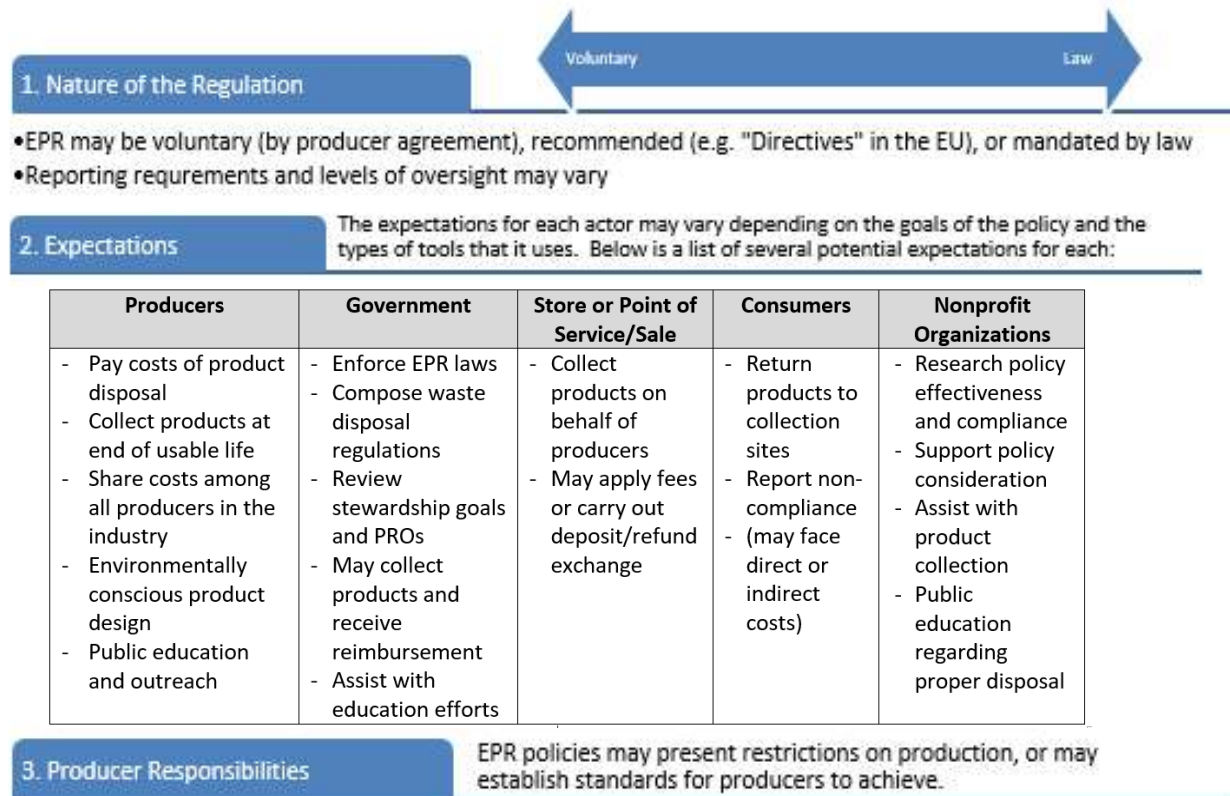 Voluntary
Law
1. Nature of the Regulation
•EPR may be voluntary (by producer agreement), recommended (e.g. "Directives" in the EU), or mandated by law
•Reporting requrements and levels of oversight may vary
2. Expectations
The expectations for each actor may vary depending on the goals of the policy and the
types of tools that it uses. Below is a list of several potential expectations for each:
Producers
- Pay costs of product
disposal
- Collect products at
end of usable life
- Share costs among
all producers in the
industry
- Environmentally
conscious product
design
- Public education
and outreach
Government
- Enforce EPR laws
- Compose waste
disposal
regulations
- Review
stewardship goals
and PROs
- May collect
products and
receive
reimbursement
- Assist with
education efforts
Store or Point of
Service/Sale
- Collect
products on
behalf of
producers
- May apply fees
or carry out
deposit/refund
exchange
Consumers
- Return
products to
collection
sites
- Report non-
compliance
- (may face
direct or
indirect
costs)
Nonprofit
Organizations
- Research policy
effectiveness
and compliance
- Support policy
consideration
- Assist with
product
collection
- Public
education
regarding
proper disposal
3. Producer Responsibilities
EPR policies may present restrictions on production, or may
establish standards for producers to achieve.